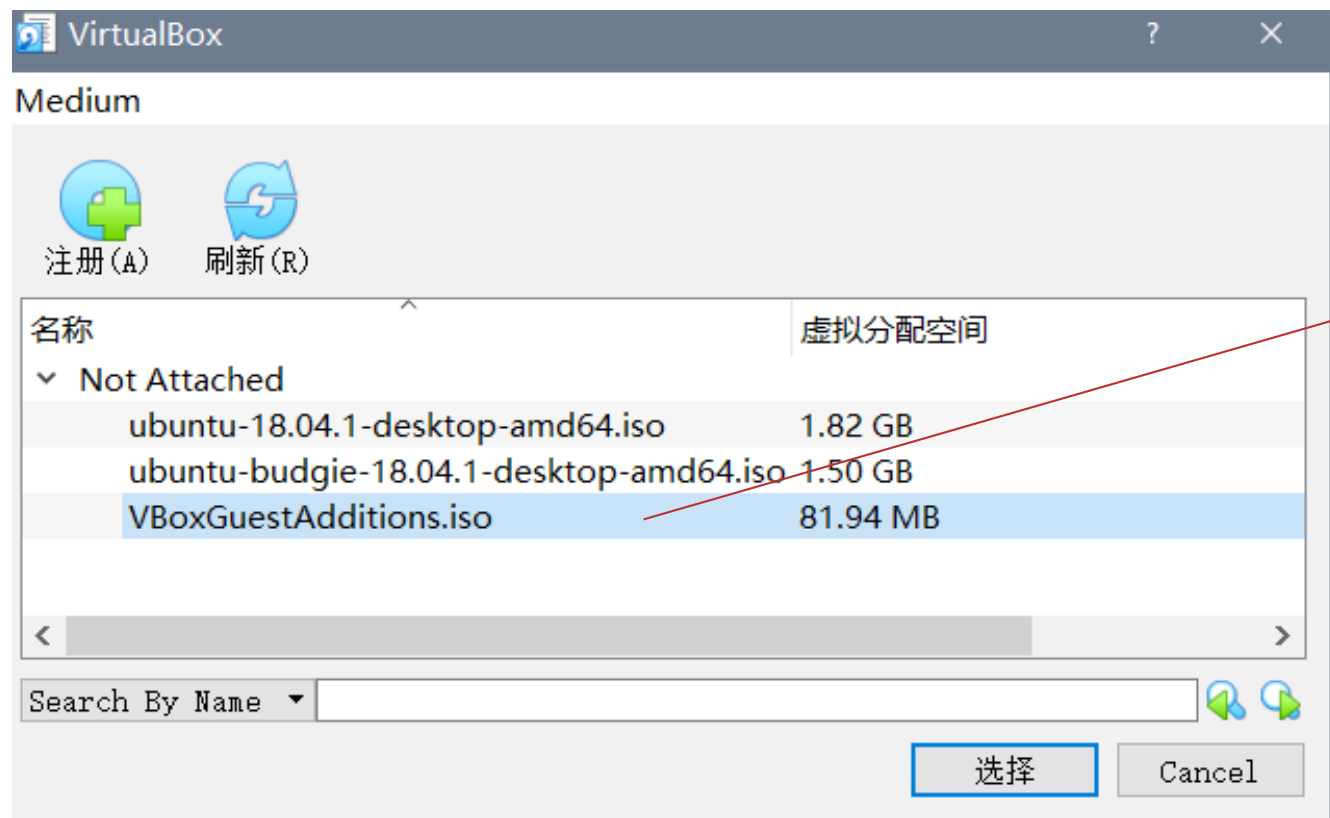 VirtualBox ?
Medium
注册(A) 刷新(R)
名称 虚拟分配空间
Not Attached
ubuntu-18.04.1-desktop-amd64.iso 1.82 GB
ubuntu-budgie-18.04.1-desktop-amd64.iso 1.50 GB
VBoxGuestAdditions.iso 81.94 MB
Search By Name
选择 Cancel